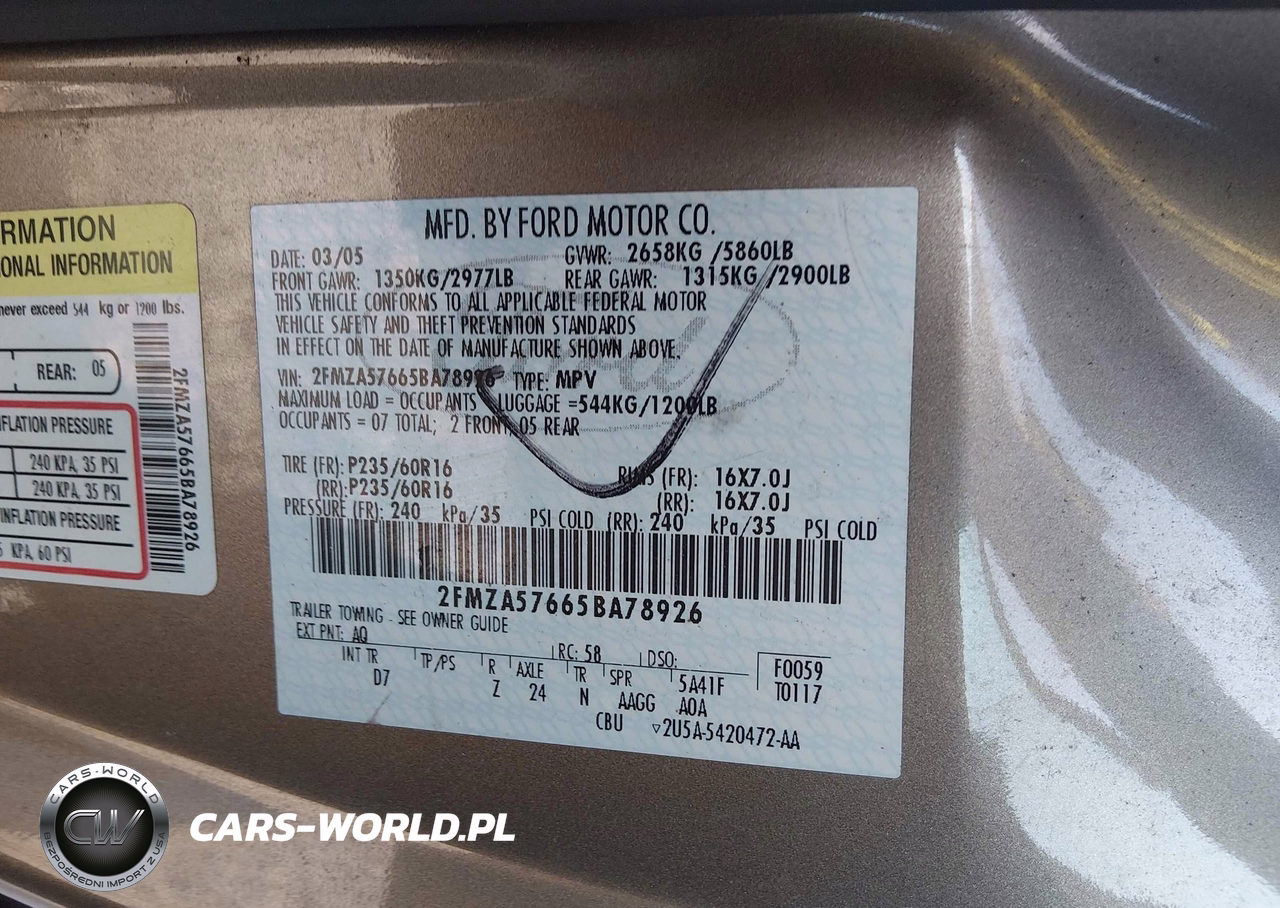 RMATION
ONAL INFORMATION
never exceed 544 kg or 1200 lbs.
REAR: 05
FLATION PRESSURE
240 KPA, 35 PSI
240 KPA, 35 PSI
INFLATION PRESSURE
KPA, 60 PSI
2FMZA57665BA78926
MFD. BY FORD MOTOR CO.
DATE: 03/05 GVWR: 2658KG /5860LB
FRONT GAWR: 1350KG/2977LB REAR GAWR: 1315KG /2900LB
THIS VEHICLE CONFORMS TO ALL APPLICABLE FEDERAL MOTOR
VEHICLE SAFETY AND THEFT PREVENTION STANDARDS
IN EFFECT ON THE DATE OF MANUFACTURE SHOWN ABOVE.
VIN: 2FMZA57665BA78926 TYPE: MPV
MAXIMUM LOAD = OCCUPANTS LUGGAGE =544KG/1200LB
OCCUPANTS = 07 TOTAL; 2 FRONT, 05 REAR
TIRE (FR): P235/60R16 RIMS (FR): 16X7.0J
(RR): P235/60R16 (RR): 16X7.0J
PRESSURE (FR): 240 kPa/35 PSI COLD (RR): 240 kPa/35 PSI COLD
2FMZA57665BA78926
TRAILER TOWING - SEE OWNER GUIDE
EXT PNT: AQ RC: 58 DSO: F0059
INT TR TP/PS R AXLE TR SPR 5A41F T0117
D7 Z 24 N AAGG AOA
CBU ▽2U5A-5420472-AA
CARS-WORLD
CW
BEZPOŚREDNI IMPORT Z USA
CARS-WORLD.PL